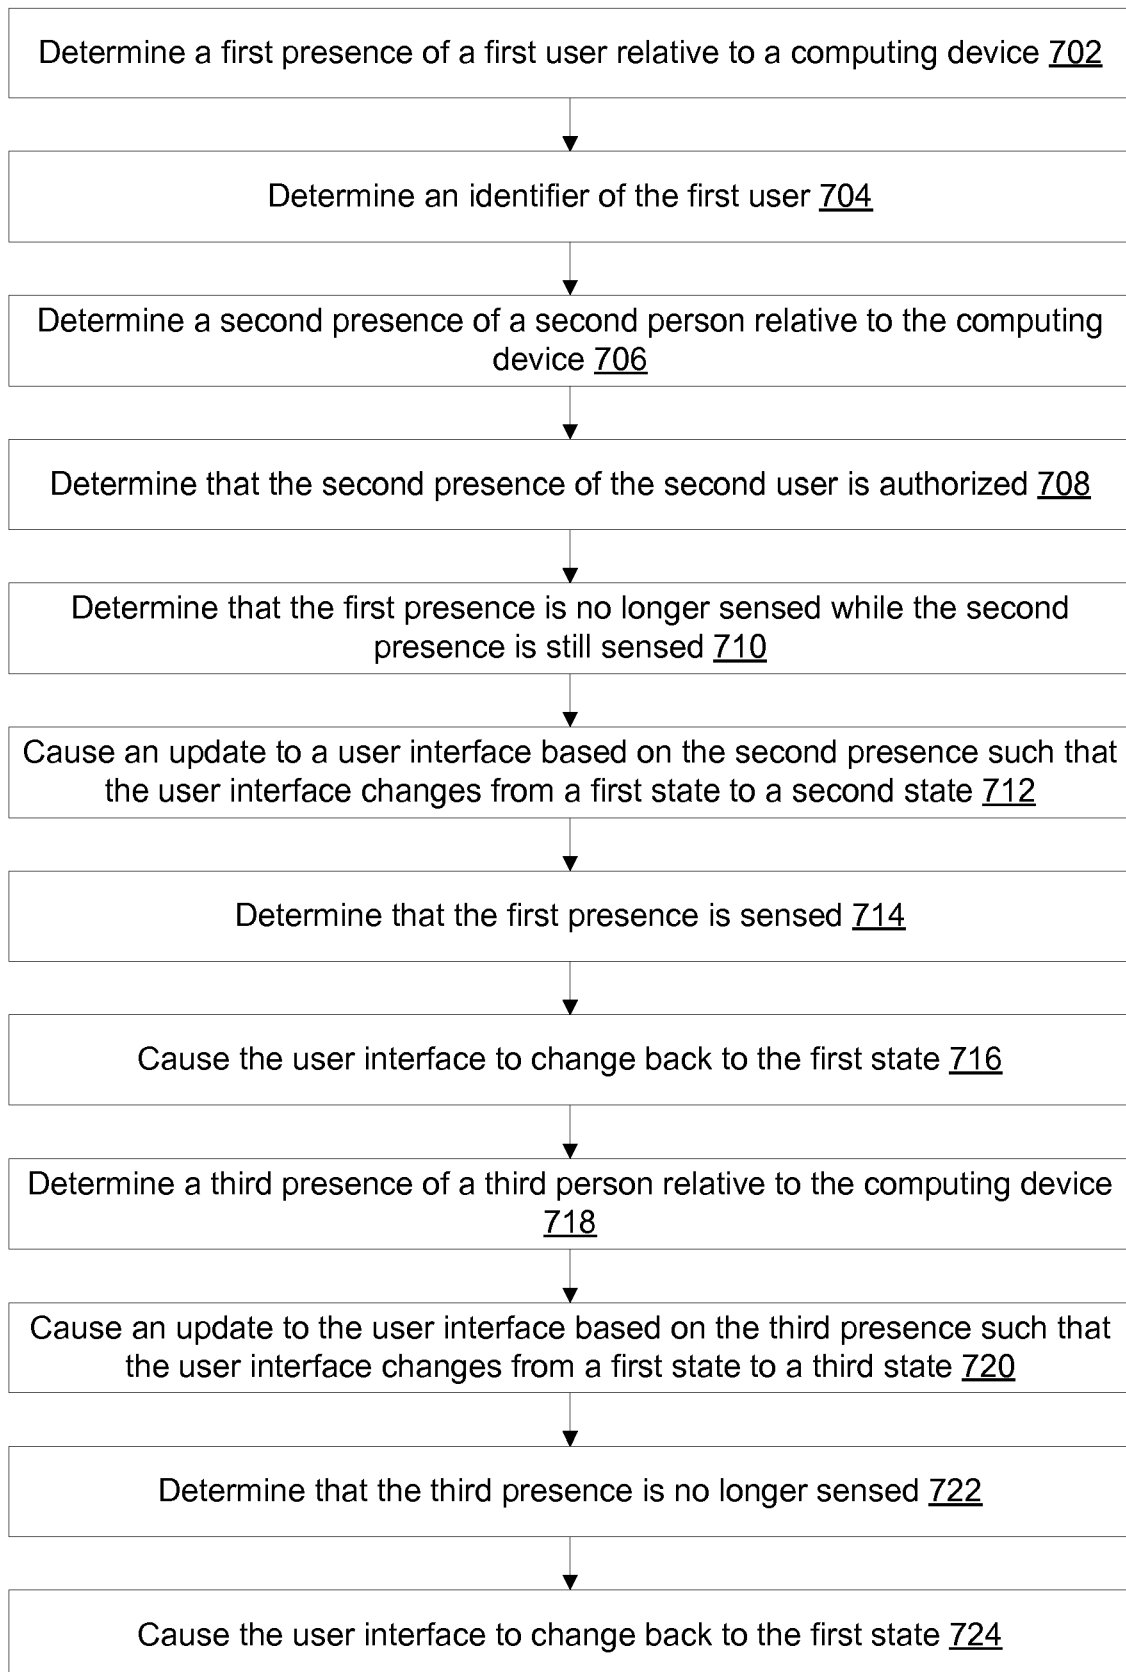 Determine a first presence of a first user relative to a computing device 702
Determine an identifier of the first user 704
Determine a second presence of a second person relative to the computing
device 706
Determine that the second presence of the second user is authorized 708
Determine that the first presence is no longer sensed while the second
presence is still sensed 710
Cause an update to a user interface based on the second presence such that
the user interface changes from a first state to a second state 712
Determine that the first presence is sensed 714
Cause the user interface to change back to the first state 716
Determine a third presence of a third person relative to the computing device
718
Cause an update to the user interface based on the third presence such that
the user interface changes from a first state to a third state 720
Determine that the third presence is no longer sensed 722
Cause the user interface to change back to the first state 724